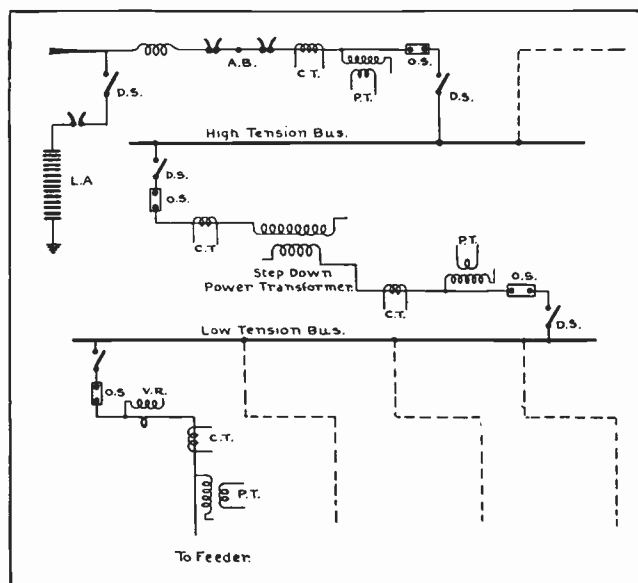 A.B.
C.T.
P.T.
O.S.
D.S.
D.S.
High Tension Bus.
L.A
D.S.
O.S.
C.T
Step Down
Power Transformer.
P.T.
C.T.
O.S.
D.S.
Low Tension Bus.
O.S
V.R.
C.T.
P.T.
To Feeder.